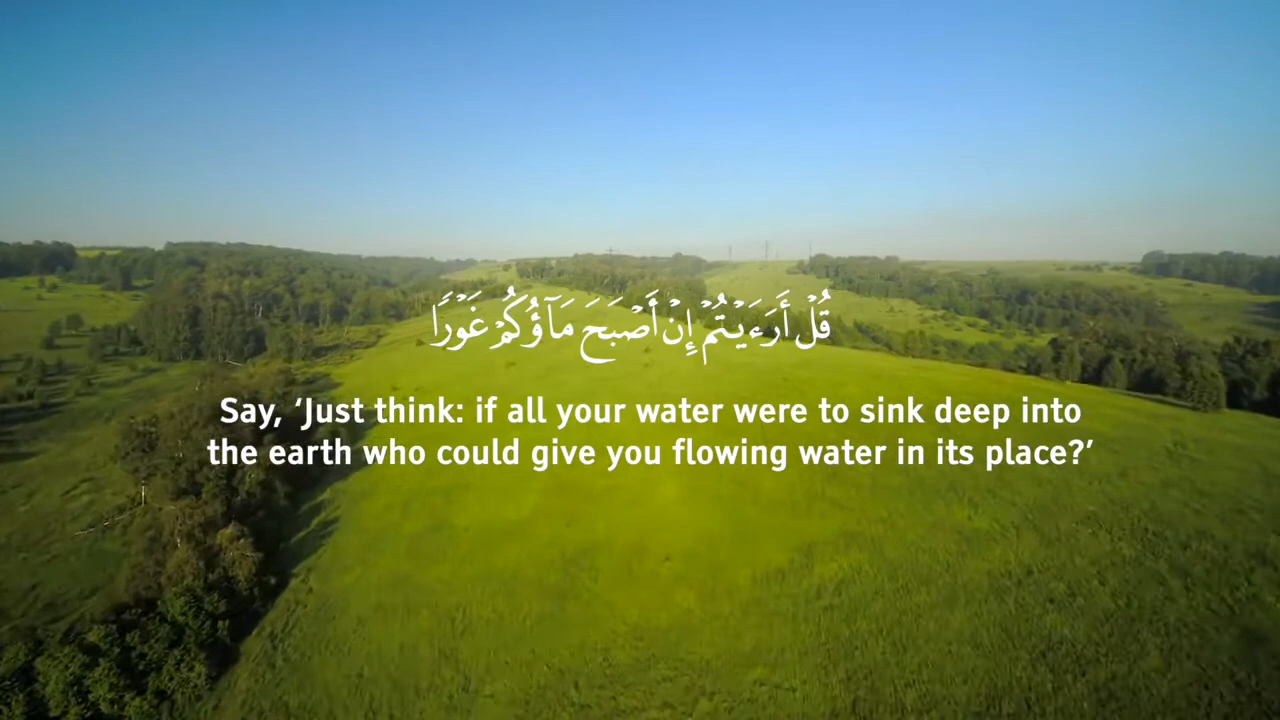 قُلْ أَرَءَيْتُمْ إِنْ أَصْبَحَ مَآؤُكُمْ غَوْرًا
Say, ‘Just think: if all your water were to sink deep into
the earth who could give you flowing water in its place?’